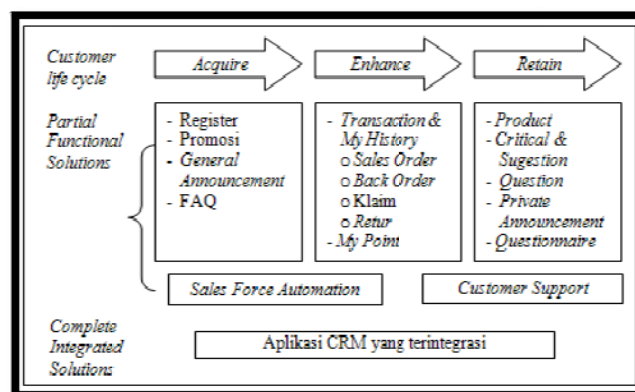 Customer
life cycle
Acquire
Enhance
Retain
Partial
Functional
Solutions
- Register
- Promosi
- General
Announcement
- FAQ
- Transaction &
My History
o Sales Order
o Back Order
o Klaim
o Retur
- My Point
- Product
- Critical &
Sugestion
- Question
- Private
Announcement
- Questionnaire
Sales Force Automation
Customer Support
Complete
Integrated
Solutions
Aplikasi CRM yang terintegrasi